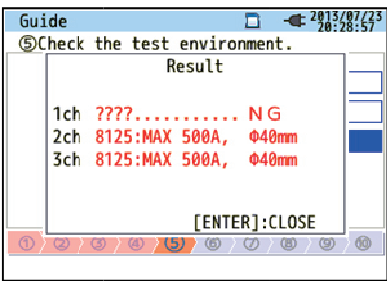 Guide
2013/07/23
20:28:57
⑤Check the test environment.
Result
1ch ????........... NG
2ch 8125:MAX 500A, Φ40mm
3ch 8125:MAX 500A, Φ40mm
[ENTER]:CLOSE
① ② ③ ④ ⑤ ⑥ ⑦ ⑧ ⑨ ⑩